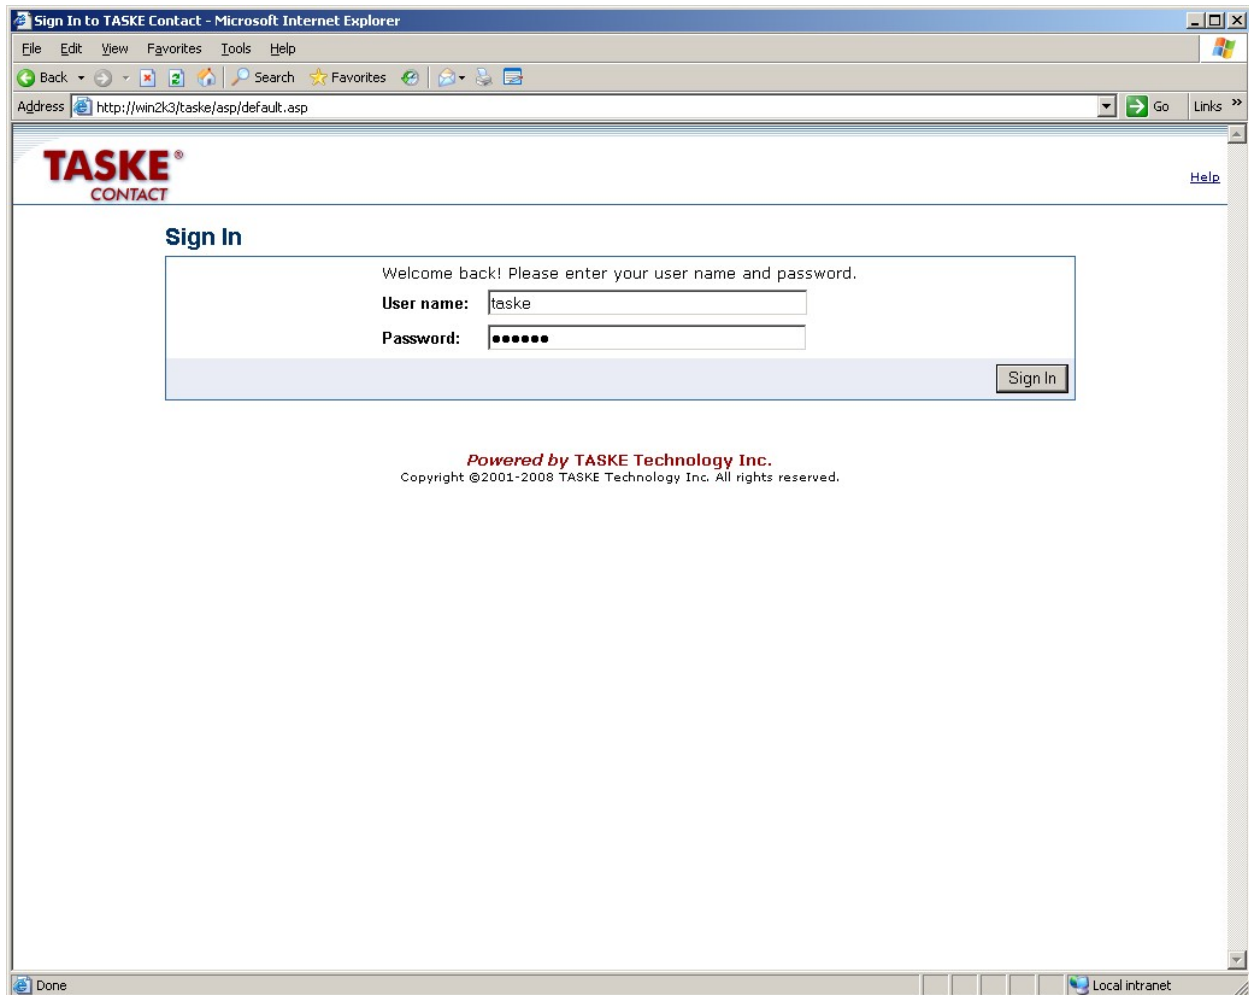 Sign In to TASKE Contact - Microsoft Internet Explorer
File Edit View Favorites Tools Help
Back Search Favorites
Address http://win2k3/taske/asp/default.asp Go Links »
TASKE®
CONTACT
Help
Sign In
Welcome back! Please enter your user name and password.
User name: taske
Password: ••••••
Sign In
Powered by TASKE Technology Inc.
Copyright ©2001-2008 TASKE Technology Inc. All rights reserved.
Done Local intranet